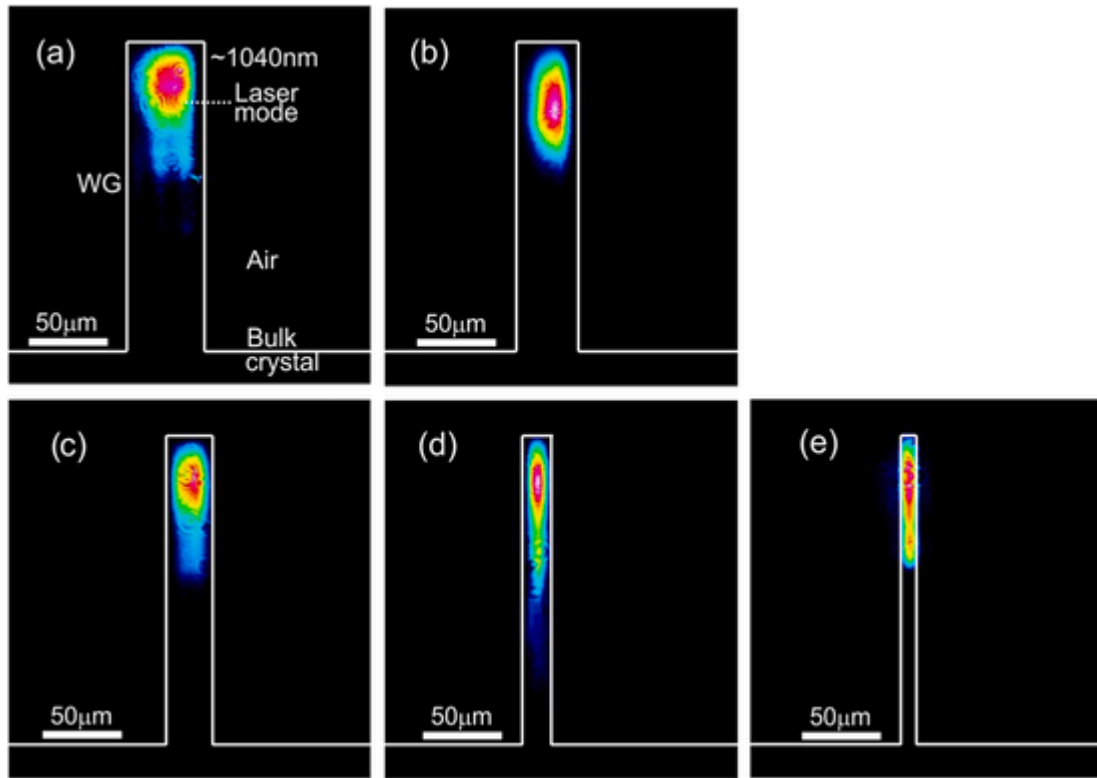 (a)
~1040nm
Laser
mode
WG
Air
50μm
Bulk
crystal
(b)
50μm
(c)
50μm
(d)
50μm
(e)
50μm